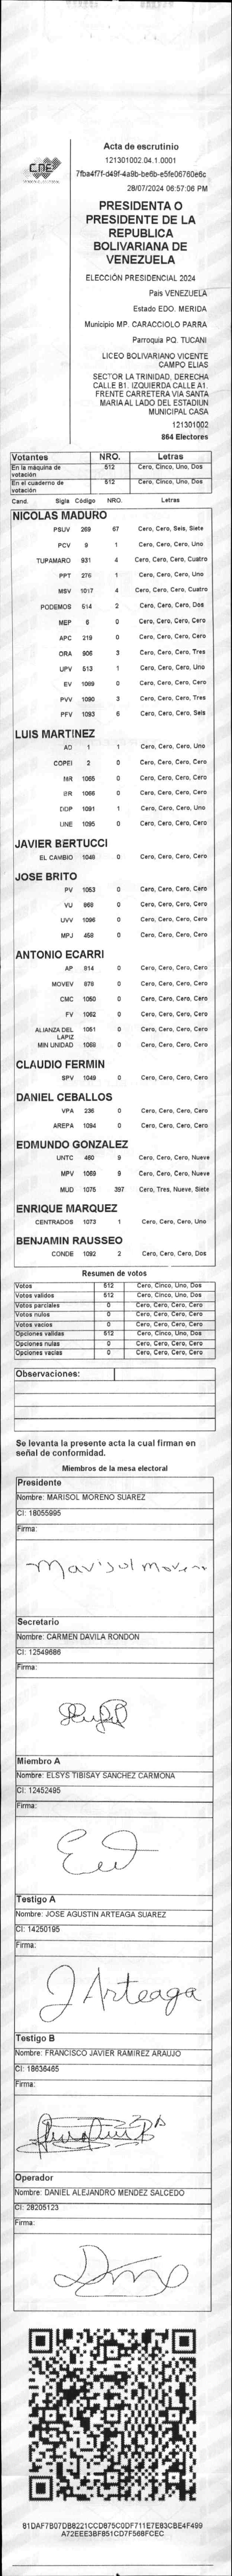 CNE
Acta de escrutinio
121301002.04.1.0001
7fba4f7f-d49f-4a9b-be6b-e5fe06760e6c
28/07/2024 06:57:06 PM
PRESIDENTA O
PRESIDENTE DE LA
REPUBLICA
BOLIVARIANA DE
VENEZUELA
ELECCIÓN PRESIDENCIAL 2024
Pais VENEZUELA
Estado EDO. MERIDA
Municipio MP. CARACCIOLO PARRA
Parroquia PQ. TUCANI
LICEO BOLIVARIANO VICENTE
CAMPO ELIAS
SECTOR LA TRINIDAD. DERECHA
CALLE B1. IZQUIERDA CALLE A1.
FRENTE CARRETERA VIA SANTA
MARIA AL LADO DEL ESTADIUN
MUNICIPAL CASA
121301002
864 Electores
Votantes NRO. Letras
En la máquina de votación 512 Cero, Cinco, Uno, Dos
En el cuaderno de votación 512 Cero, Cinco, Uno, Dos
Cand. Sigla Código NRO. Letras
NICOLAS MADURO
PSUV 269 67 Cero, Cero, Seis, Siete
PCV 9 1 Cero, Cero, Cero, Uno
TUPAMARO 931 4 Cero, Cero, Cero, Cuatro
PPT 276 1 Cero, Cero, Cero, Uno
MSV 1017 4 Cero, Cero, Cero, Cuatro
PODEMOS 514 2 Cero, Cero, Cero, Dos
MEP 6 0 Cero, Cero, Cero, Cero
APC 219 0 Cero, Cero, Cero, Cero
ORA 906 3 Cero, Cero, Cero, Tres
UPV 513 1 Cero, Cero, Cero, Uno
EV 1089 0 Cero, Cero, Cero, Cero
PVV 1090 3 Cero, Cero, Cero, Tres
PFV 1093 6 Cero, Cero, Cero, Seis
LUIS MARTINEZ
AD 1 1 Cero, Cero, Cero, Uno
COPEI 2 0 Cero, Cero, Cero, Cero
MR 1065 0 Cero, Cero, Cero, Cero
BR 1066 0 Cero, Cero, Cero, Cero
DDP 1091 1 Cero, Cero, Cero, Uno
UNE 1095 0 Cero, Cero, Cero, Cero
JAVIER BERTUCCI
EL CAMBIO 1048 0 Cero, Cero, Cero, Cero
JOSE BRITO
PV 1053 0 Cero, Cero, Cero, Cero
VU 868 0 Cero, Cero, Cero, Cero
UVV 1096 0 Cero, Cero, Cero, Cero
MPJ 458 0 Cero, Cero, Cero, Cero
ANTONIO ECARRI
AP 814 0 Cero, Cero, Cero, Cero
MOVEV 878 0 Cero, Cero, Cero, Cero
CMC 1050 0 Cero, Cero, Cero, Cero
FV 1062 0 Cero, Cero, Cero, Cero
ALIANZA DEL LAPIZ 1061 0 Cero, Cero, Cero, Cero
MIN UNIDAD 1068 0 Cero, Cero, Cero, Cero
CLAUDIO FERMIN
SPV 1049 0 Cero, Cero, Cero, Cero
DANIEL CEBALLOS
VPA 236 0 Cero, Cero, Cero, Cero
AREPA 1094 0 Cero, Cero, Cero, Cero
EDMUNDO GONZALEZ
UNTC 460 9 Cero, Cero, Cero, Nueve
MPV 1069 9 Cero, Cero, Cero, Nueve
MUD 1075 397 Cero, Tres, Nueve, Siete
ENRIQUE MARQUEZ
CENTRADOS 1073 1 Cero, Cero, Cero, Uno
BENJAMIN RAUSSEO
CONDE 1092 2 Cero, Cero, Cero, Dos
Resumen de votos
Votos 512 Cero, Cinco, Uno, Dos
Votos validos 512 Cero, Cinco, Uno, Dos
Votos parciales 0 Cero, Cero, Cero, Cero
Votos nulos 0 Cero, Cero, Cero, Cero
Votos vacios 0 Cero, Cero, Cero, Cero
Opciones validas 512 Cero, Cinco, Uno, Dos
Opciones nulas 0 Cero, Cero, Cero, Cero
Opciones vacias 0 Cero, Cero, Cero, Cero
Observaciones:
Se levanta la presente acta la cual firman en
señal de conformidad.
Miembros de la mesa electoral
Presidente
Nombre: MARISOL MORENO SUAREZ
CI: 18055995
Firma:
Marisol Moreno
Secretario
Nombre: CARMEN DAVILA RONDON
CI: 12549686
Firma:
Miembro A
Nombre: ELSYS TIBISAY SANCHEZ CARMONA
CI: 12452495
Firma:
Testigo A
Nombre: JOSE AGUSTIN ARTEAGA SUAREZ
CI: 14250195
Firma:
J Arteaga
Testigo B
Nombre: FRANCISCO JAVIER RAMIREZ ARAUJO
CI: 18636465
Firma:
Operador
Nombre: DANIEL ALEJANDRO MENDEZ SALCEDO
CI: 28205123
Firma:
81DAF7B07DB8221CCD875C0DF711E7E83CBE4F499
A72EEE3BF851CD7F568FCEC